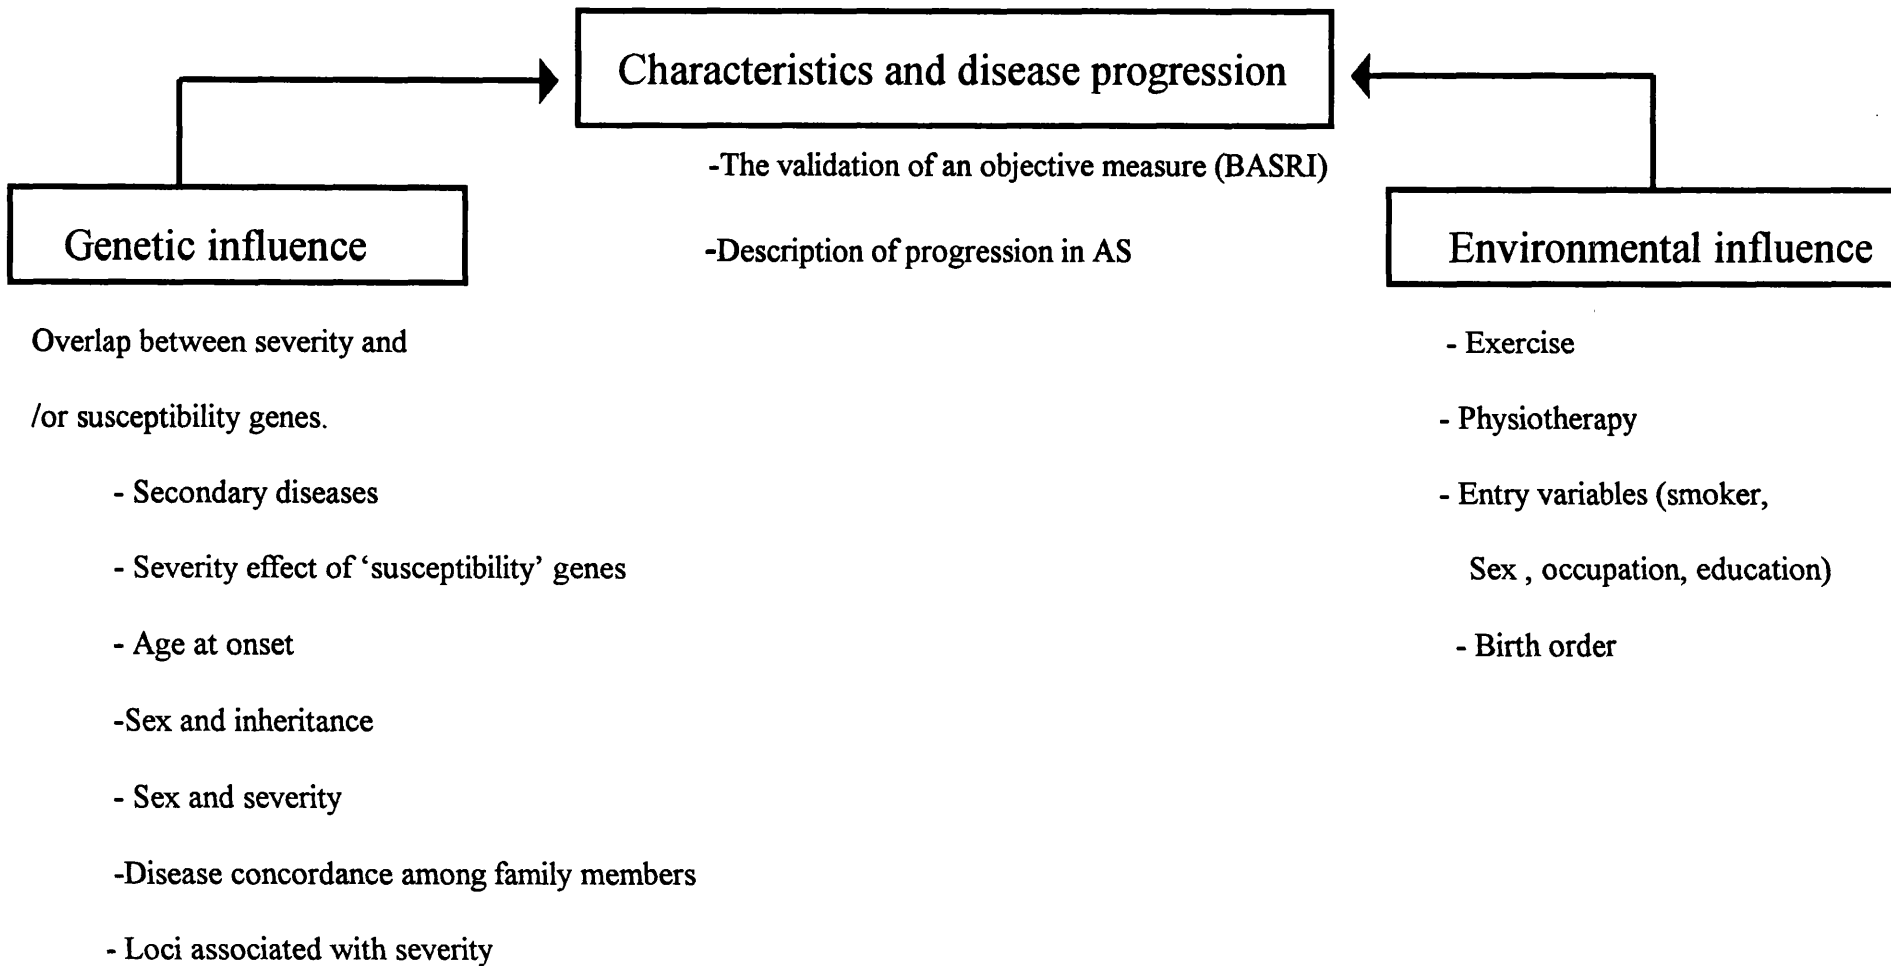 Characteristics and disease progression
-The validation of an objective measure (BASRI)
-Description of progression in AS
Genetic influence
Overlap between severity and
/or susceptibility genes.
- Secondary diseases
- Severity effect of ‘susceptibility’ genes
- Age at onset
-Sex and inheritance
- Sex and severity
-Disease concordance among family members
- Loci associated with severity
Environmental influence
- Exercise
- Physiotherapy
- Entry variables (smoker,
Sex , occupation, education)
- Birth order